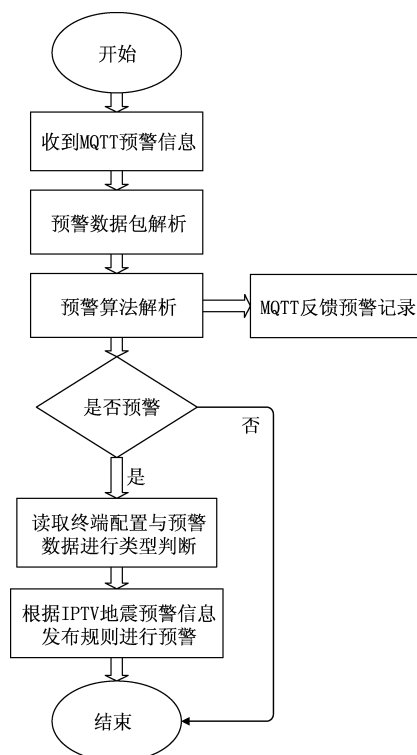 开始
收到MQTT预警信息
预警数据包解析
预警算法解析
MQTT反馈预警记录
是否预警
否
是
读取终端配置与预警
数据进行类型判断
根据IPTV地震预警信息
发布规则进行预警
结束